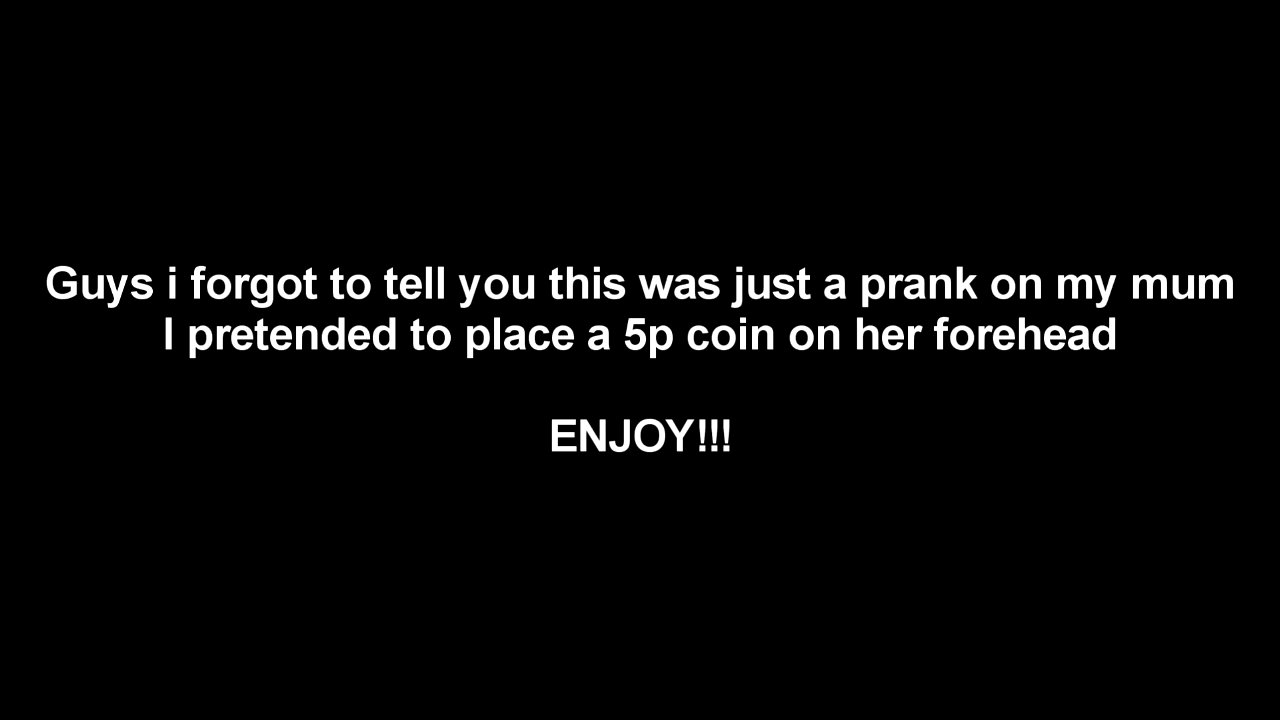 Guys i forgot to tell you this was just a prank on my mum
I pretended to place a 5p coin on her forehead
ENJOY!!!